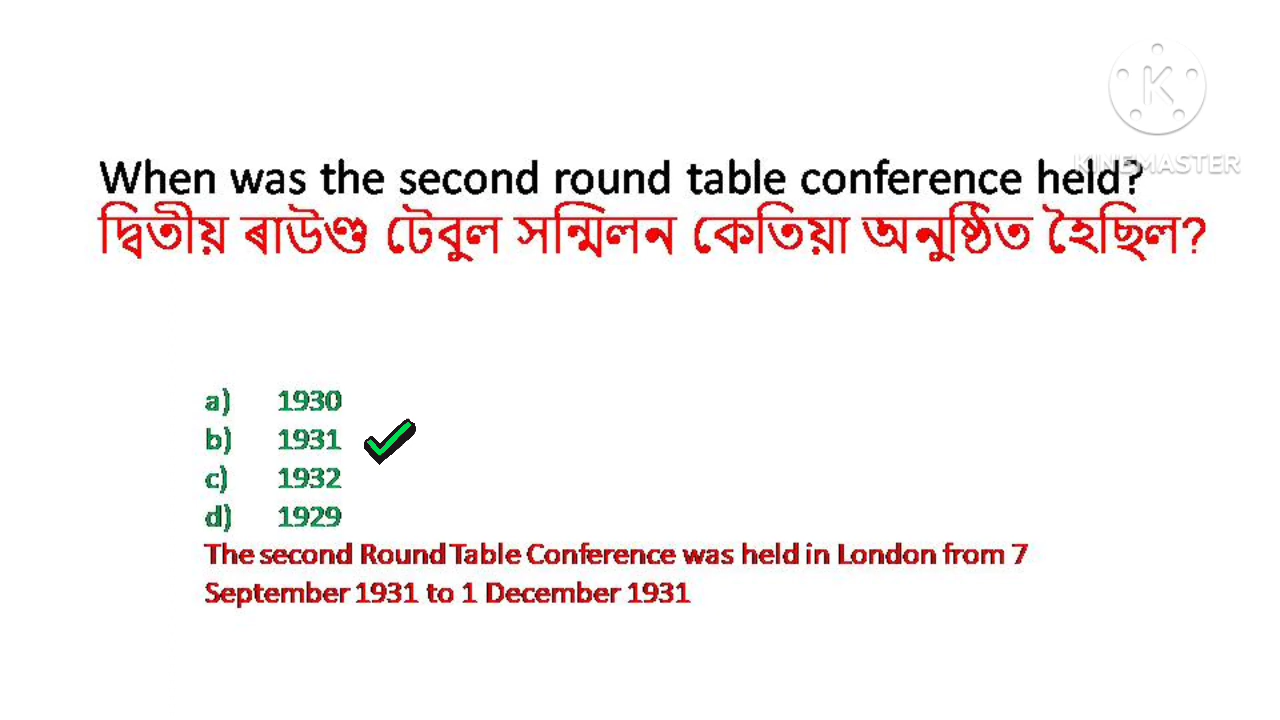 KINEMASTER
When was the second round table conference held?
দ্বিতীয় ৰাউণ্ড টেবুল সন্মিলন কেতিয়া অনুষ্ঠিত হৈছিল?
a) 1930
b) 1931
c) 1932
d) 1929
The second Round Table Conference was held in London from 7
September 1931 to 1 December 1931